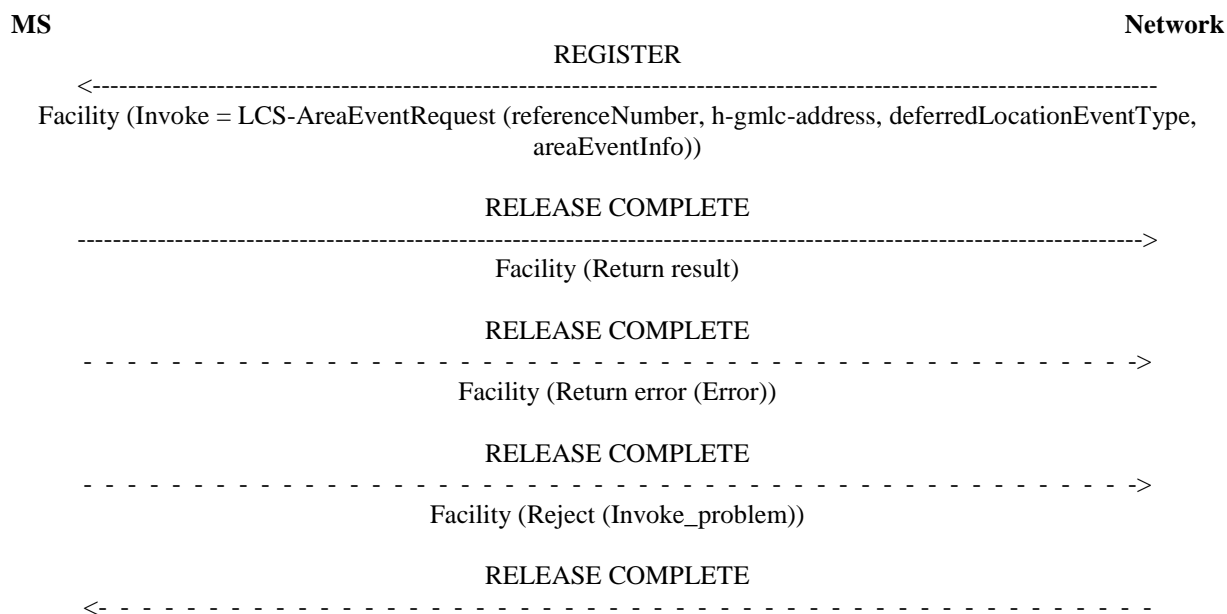 MS Network
REGISTER
<------------------------------------------------------------------------------------------------------------------------
Facility (Invoke = LCS-AreaEventRequest (referenceNumber, h-gmlc-address, deferredLocationEventType,
areaEventInfo))
RELEASE COMPLETE
------------------------------------------------------------------------------------------------------------------------>
Facility (Return result)
RELEASE COMPLETE
- - - - - - - - - - - - - - - - - - - - - - - - - - - - - - - - - - - - - - - - - - - - - - - ->
Facility (Return error (Error))
RELEASE COMPLETE
- - - - - - - - - - - - - - - - - - - - - - - - - - - - - - - - - - - - - - - - - - - - - - - ->
Facility (Reject (Invoke_problem))
RELEASE COMPLETE
<- - - - - - - - - - - - - - - - - - - - - - - - - - - - - - - - - - - - - - - - - - - - - - - -